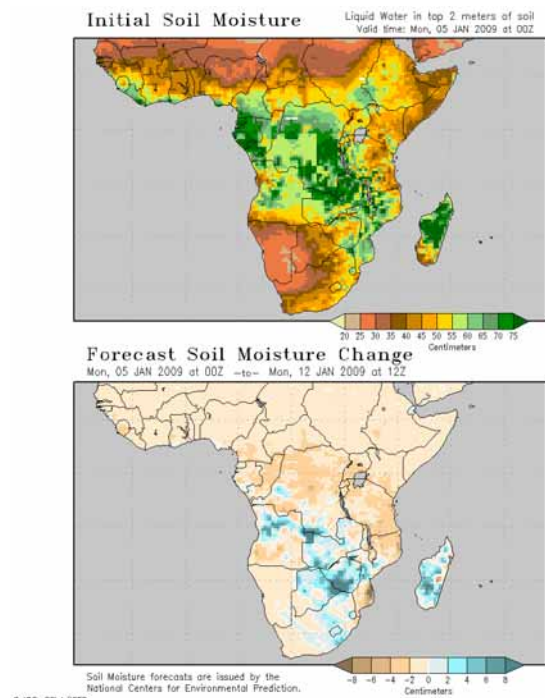 Initial Soil Moisture
Liquid Water in top 2 meters of soil
Valid time: Mon, 05 JAN 2009 at 00Z
20 25 30 35 40 45 50 55 60 65 70 75
Centimeters
Forecast Soil Moisture Change
Mon, 05 JAN 2009 at 00Z -to- Mon, 12 JAN 2009 at 12Z
-8 -6 -4 -2 0 2 4 6 8
Centimeters
Soil Moisture forecasts are issued by the
National Centers for Environmental Prediction.